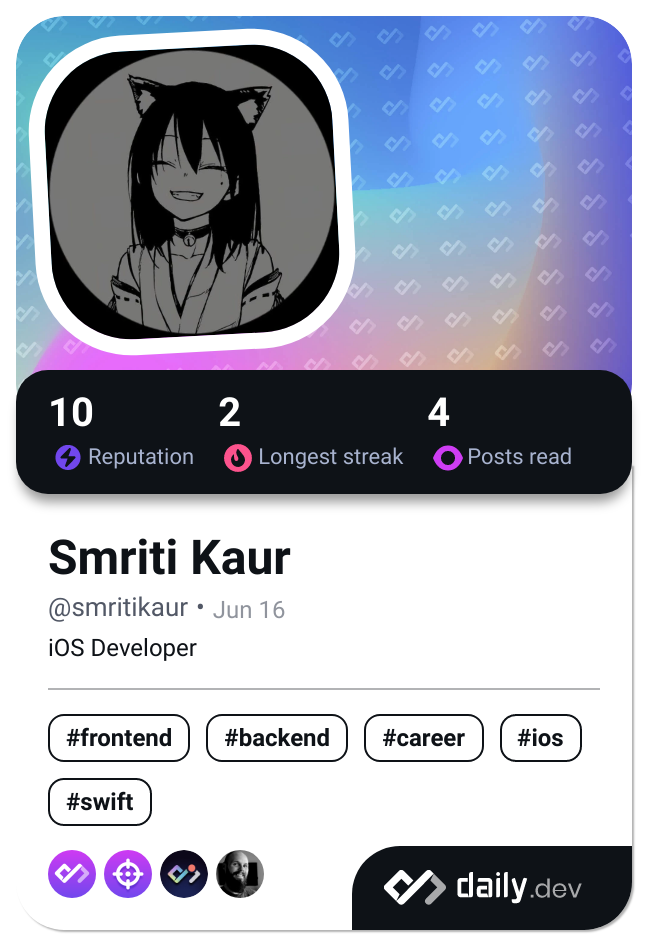 10 2 4
Reputation Longest streak Posts read
Smriti Kaur
@smritikaur • Jun 16
iOS Developer
#frontend #backend #career #ios
#swift
daily.dev